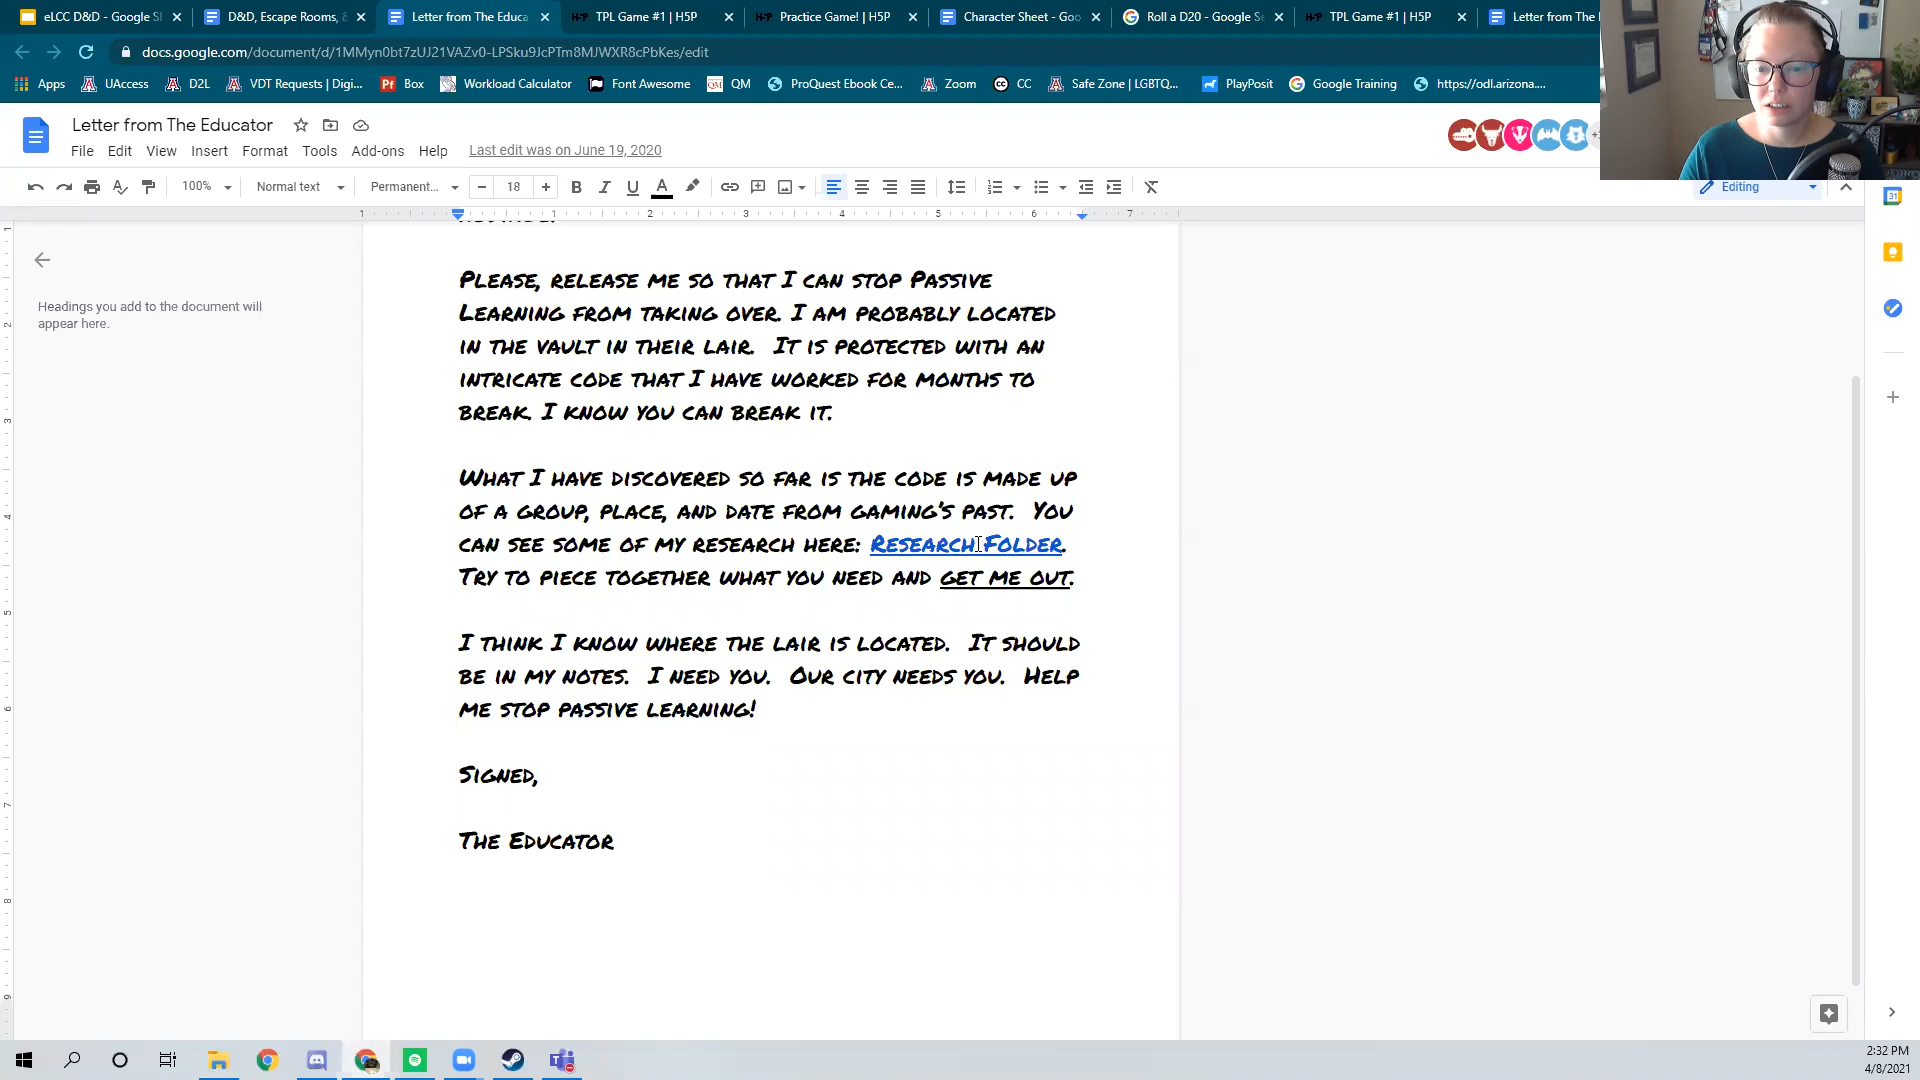 eLCC D&D - Google Sl
D&D, Escape Rooms, &
Letter from The Educa
H-P TPL Game #1 | H5P
H-P Practice Game! | H5P
Character Sheet - Goo
Roll a D20 - Google Se
H-P TPL Game #1 | H5P
Letter from The
docs.google.com/document/d/1MMyn0bt7zUJ21VAZv0-LPSku9JcPTm8MJWXR8cPbKes/edit
Apps
UAccess
D2L
VDT Requests | Digi...
Box
Workload Calculator
Font Awesome
QM
ProQuest Ebook Ce...
Zoom
CC
Safe Zone | LGBTQ...
PlayPosit
Google Training
https://odl.arizona....
Letter from The Educator
File Edit View Insert Format Tools Add-ons Help Last edit was on June 19, 2020
100% Normal text Permanent... 18 Editing
1 1 2 3 4 5 6 7
Headings you add to the document will
appear here.
Please, release me so that I can stop Passive
Learning from taking over. I am probably located
in the vault in their lair. It is protected with an
intricate code that I have worked for months to
break. I know you can break it.
What I have discovered so far is the code is made up
of a group, place, and date from gaming's past. You
can see some of my research here: Research Folder.
Try to piece together what you need and get me out.
I think I know where the lair is located. It should
be in my notes. I need you. Our city needs you. Help
me stop passive learning!
Signed,
The Educator
2:32 PM
4/8/2021